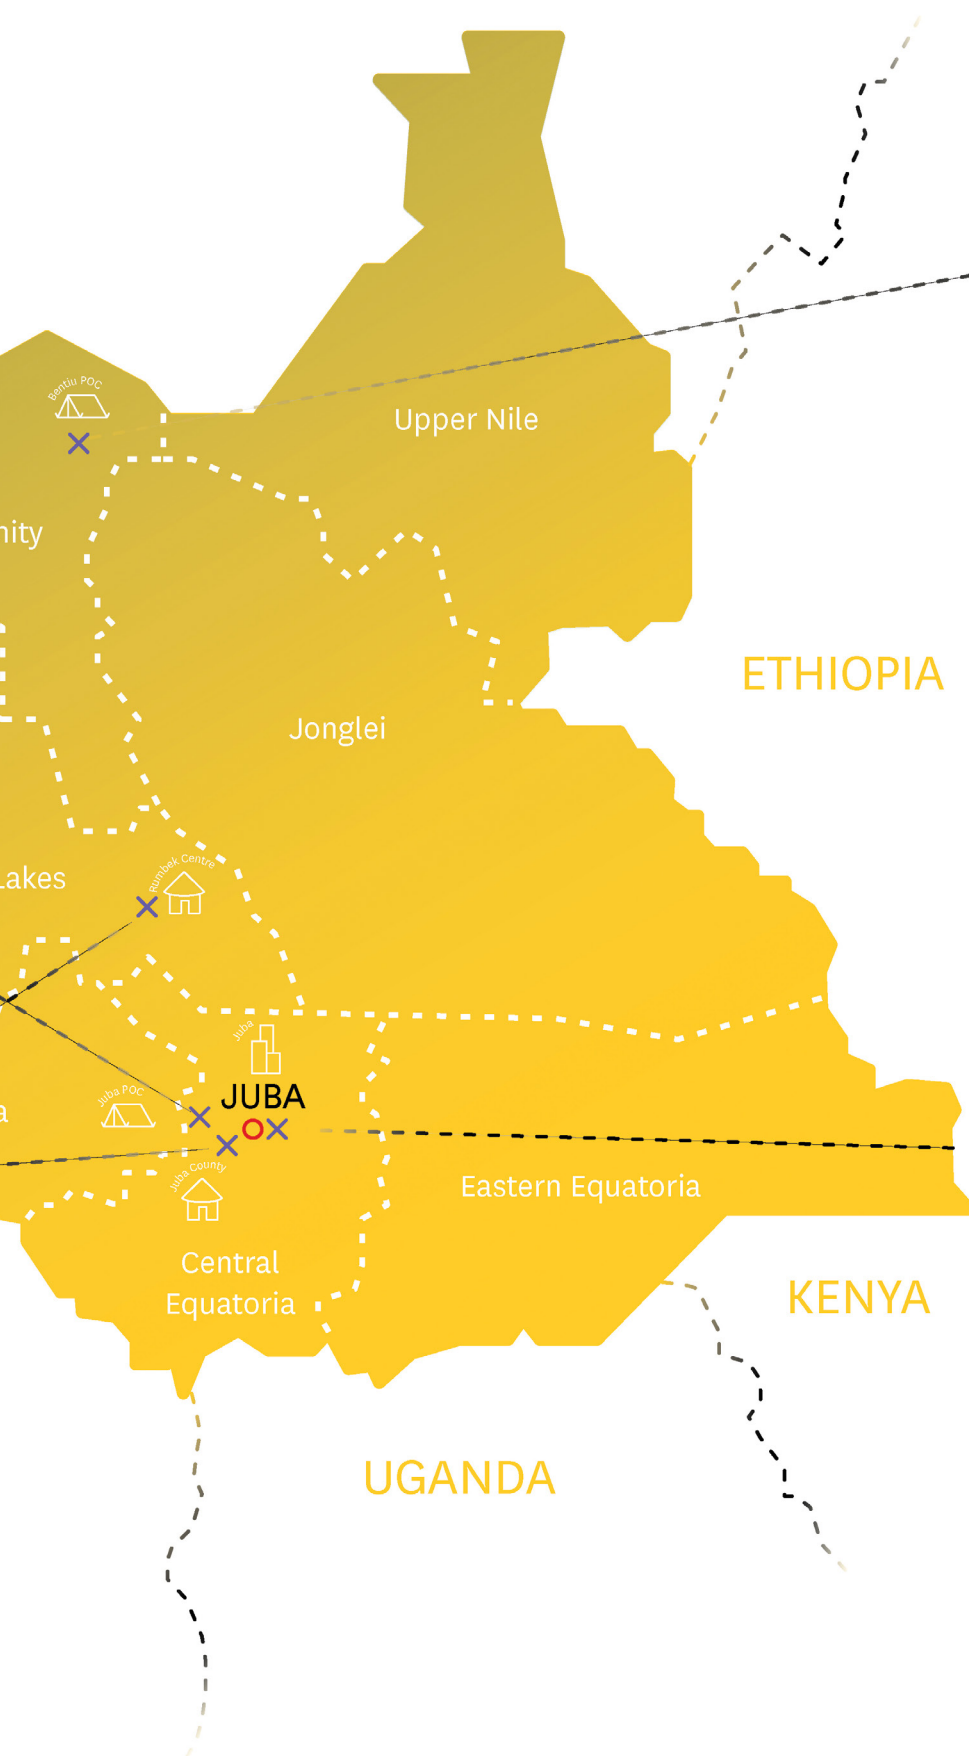 Bentiu POC
Upper Nile
nity
ETHIOPIA
Jonglei
Rumbek Centre
Lakes
Juba
Juba POC
JUBA
a
Juba County
Eastern Equatoria
Central
Equatoria
KENYA
UGANDA